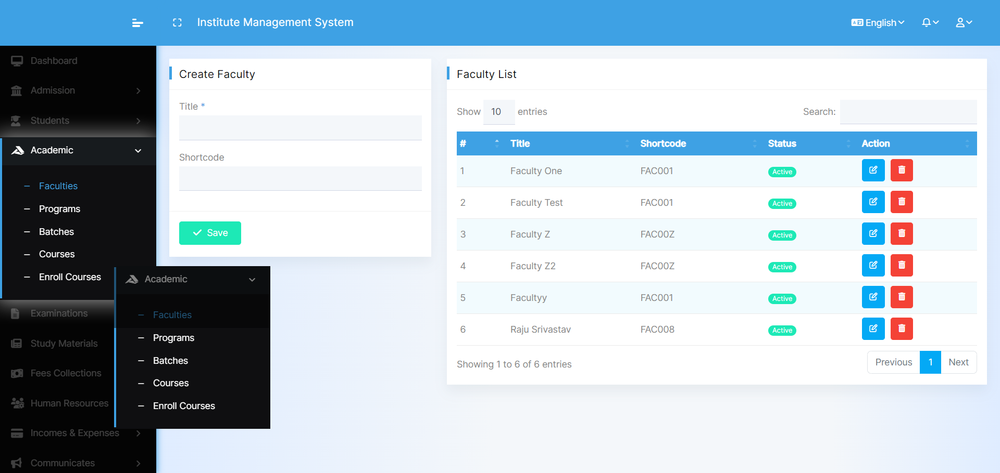 Institute Management System
English
Dashboard
Admission
Students
Academic
Faculties
Programs
Batches
Courses
Enroll Courses
Examinations
Study Materials
Fees Collections
Human Resources
Incomes & Expenses
Communicates
Academic
Faculties
Programs
Batches
Courses
Enroll Courses
Create Faculty
Title *
Shortcode
Save
Faculty List
Show 10 entries Search:
# Title Shortcode Status Action
1 Faculty One FAC001 Active
2 Faculty Test FAC001 Active
3 Faculty Z FAC00Z Active
4 Faculty Z2 FAC00Z Active
5 Facultyy FAC001 Active
6 Raju Srivastav FAC008 Active
Showing 1 to 6 of 6 entries Previous 1 Next